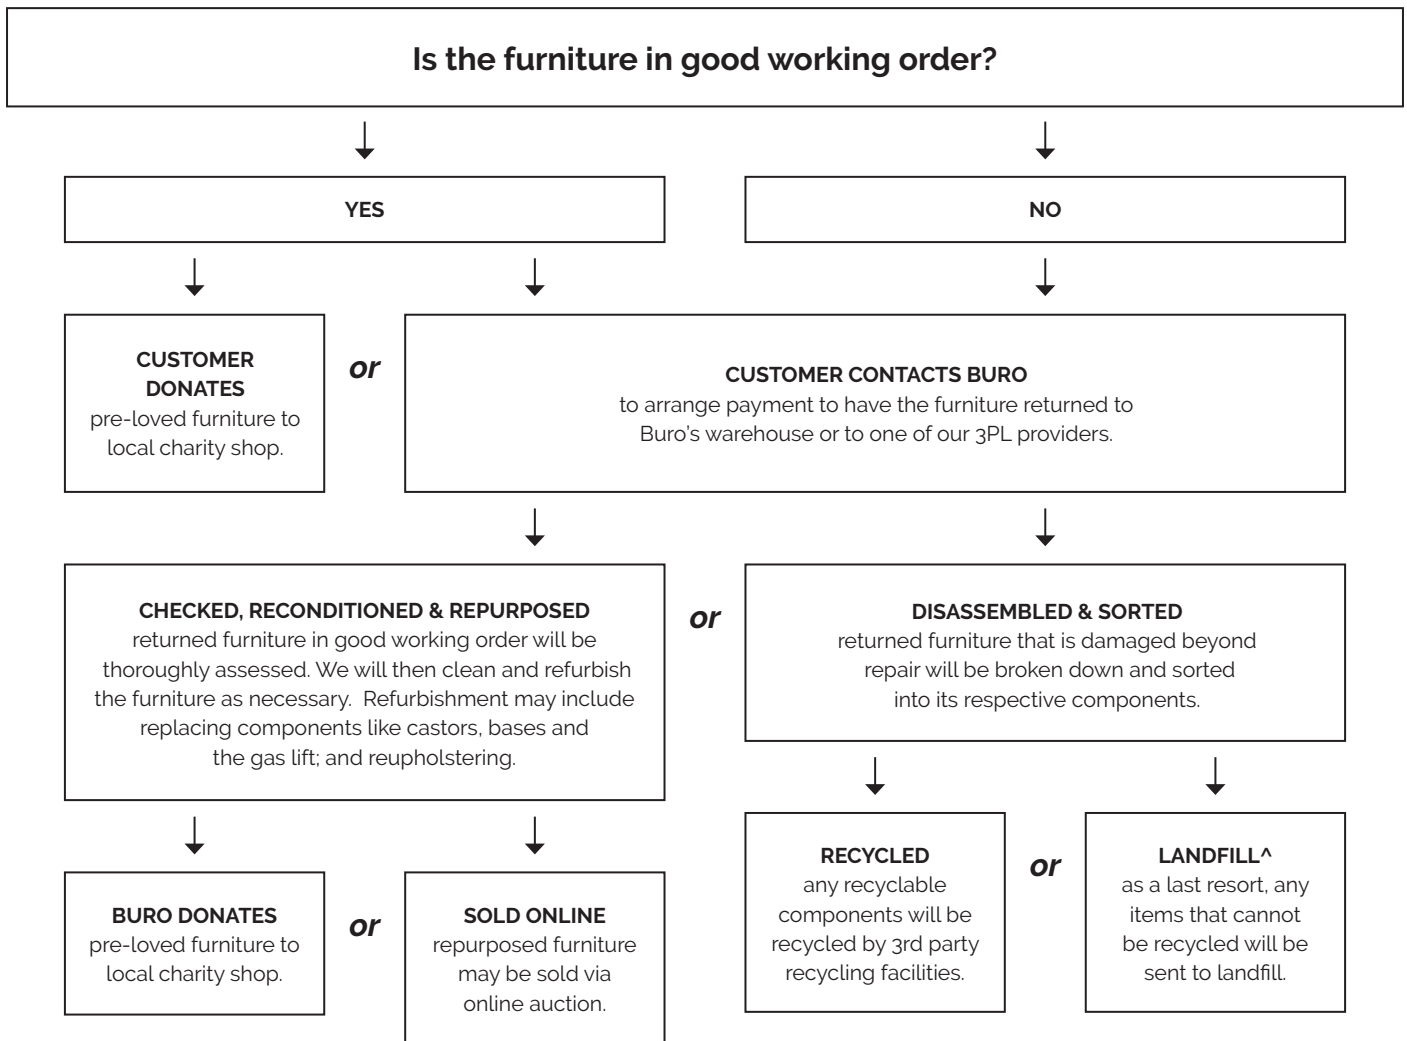 Is the furniture in good working order?
YES
NO
CUSTOMER
DONATES
pre-loved furniture to
local charity shop.
or
CUSTOMER CONTACTS BURO
to arrange payment to have the furniture returned to
Buro's warehouse or to one of our 3PL providers.
CHECKED, RECONDITIONED & REPURPOSED
returned furniture in good working order will be
thoroughly assessed. We will then clean and refurbish
the furniture as necessary.  Refurbishment may include
replacing components like castors, bases and
the gas lift; and reupholstering.
or
DISASSEMBLED & SORTED
returned furniture that is damaged beyond
repair will be broken down and sorted
into its respective components.
BURO DONATES
pre-loved furniture to
local charity shop.
or
SOLD ONLINE
repurposed furniture
may be sold via
online auction.
RECYCLED
any recyclable
components will be
recycled by 3rd party
recycling facilities.
or
LANDFILL^
as a last resort, any
items that cannot
be recycled will be
sent to landfill.